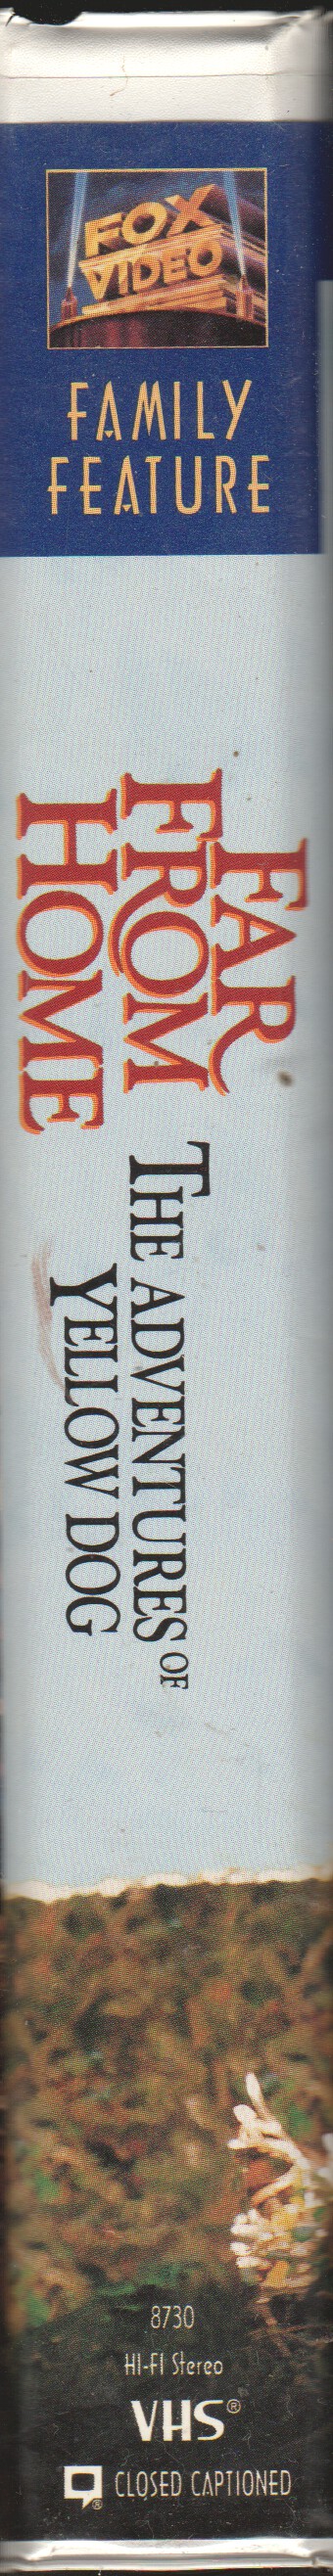 FOX
VIDEO
FAMILY
FEATURE
FAR
FROM
HOME
THE ADVENTURES OF
YELLOW DOG
8730
HI-FI Stereo
VHS®
® CLOSED CAPTIONED